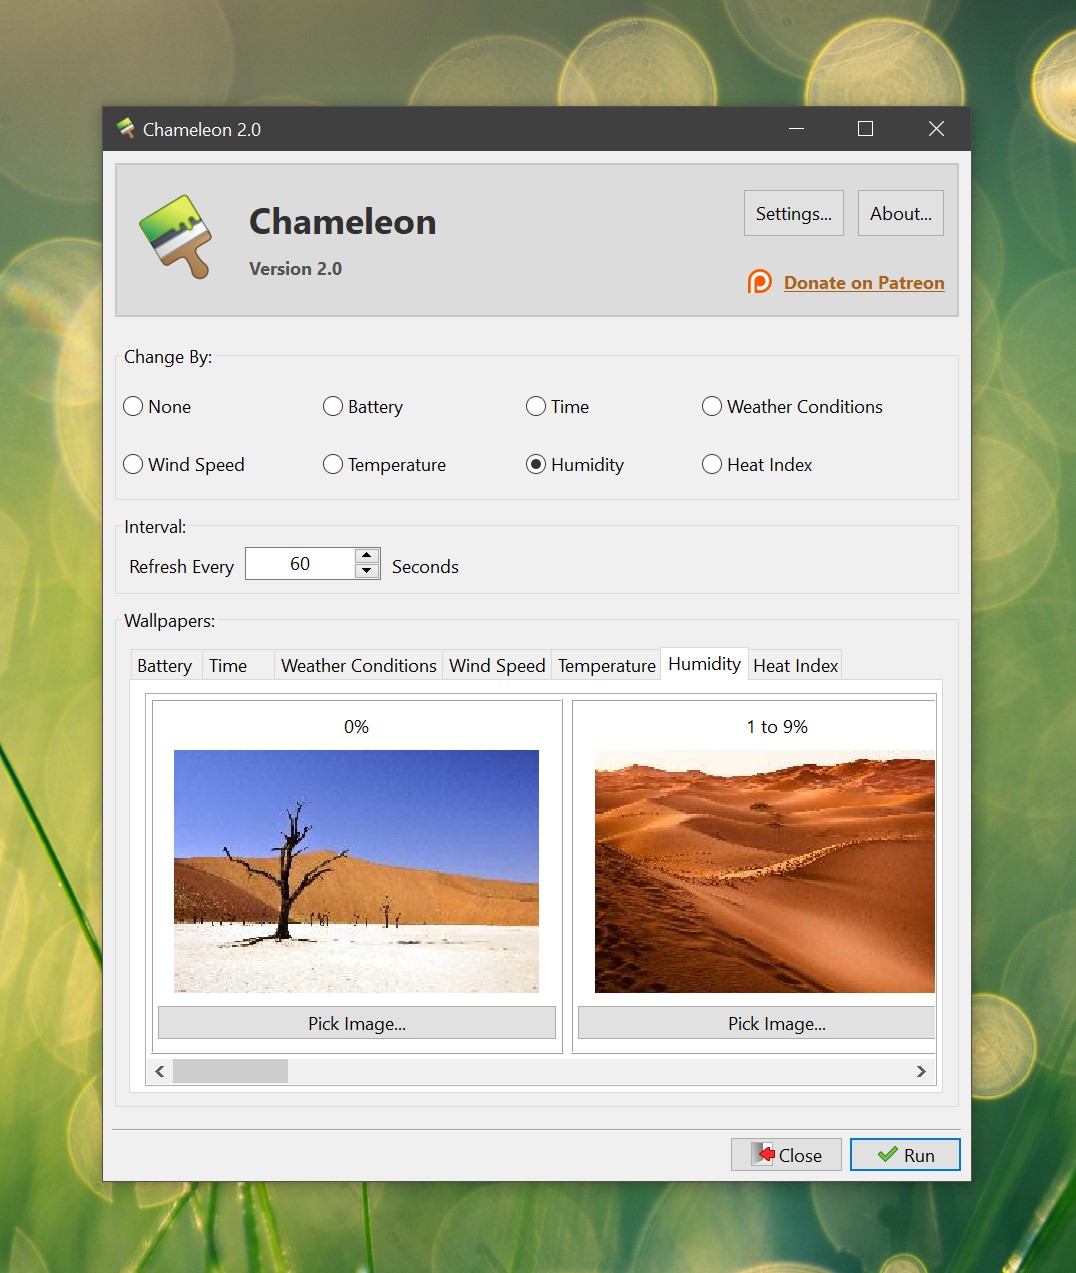 Chameleon 2.0
Chameleon
Version 2.0
Settings...
About...
Donate on Patreon
Change By:
None
Battery
Time
Weather Conditions
Wind Speed
Temperature
Humidity
Heat Index
Interval:
Refresh Every 60 Seconds
Wallpapers:
Battery Time Weather Conditions Wind Speed Temperature Humidity Heat Index
0%
1 to 9%
Pick Image...
Pick Image...
Close
Run